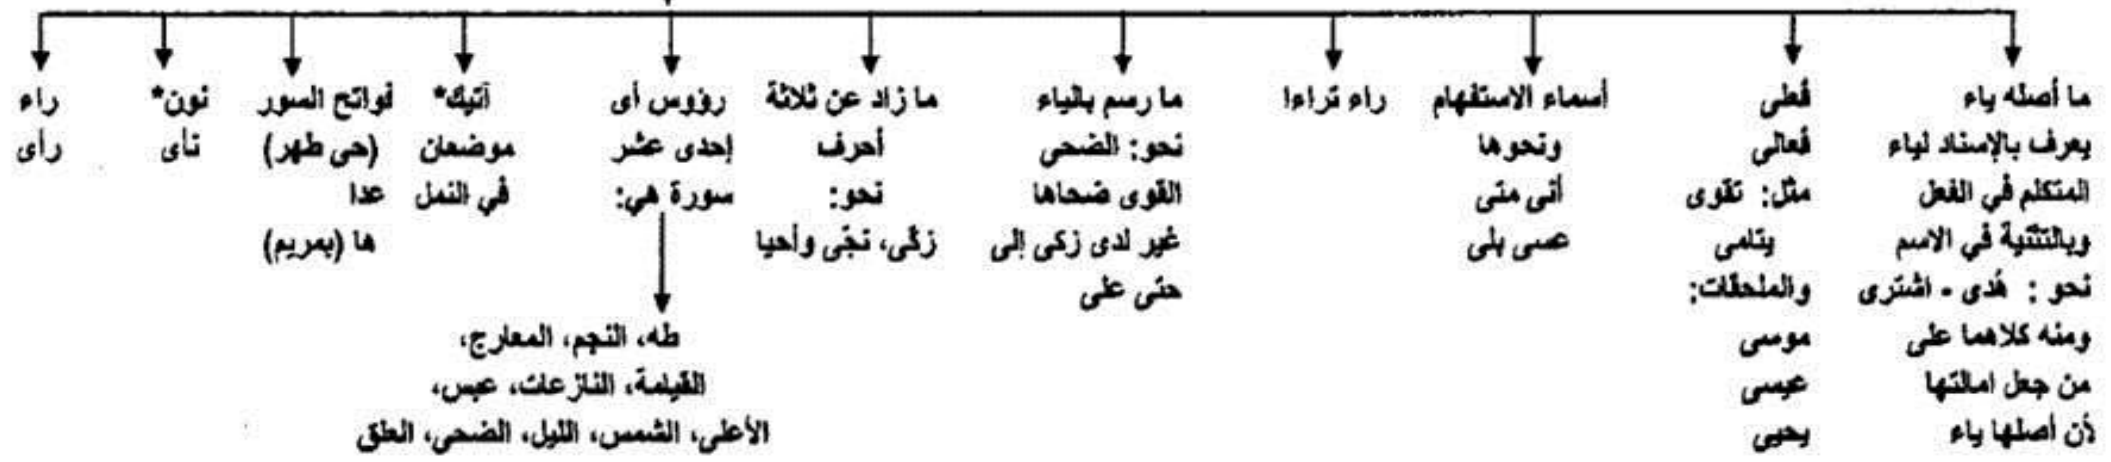 ما أصله ياء
يعرف بالإسناد لياء
المتكلم في الفعل
وبالتثنية في الاسم
نحو : هُدى - اشترى
ومنه كلاهما على
من جعل امالتها
لأن أصلها ياء
فُعلى
فُعالى
مثل: تقوى
يتامى
والملحقات:
موسى
عيسى
يحيى
أسماء الاستفهام
ونحوها
أنى متى
عسى بلى
راء تراءا
ما رسم بالياء
نحو: الضحى
القوى ضحاها
غير لدى زكى إلى
حتى على
ما زاد عن ثلاثة
أحرف
نحو:
زكّى، نجّى وأحيا
رؤوس أى
إحدى عشر
سورة هي:
طه، النجم، المعارج،
القيامة، النازعات، عبس،
الأعلى، الشمس، الليل، الضحى، العلق
آتيك*
موضعان
في النمل
فواتح السور
(حى طهر)
عدا
ها (بمريم)
نون*
نأى
راء
رأى